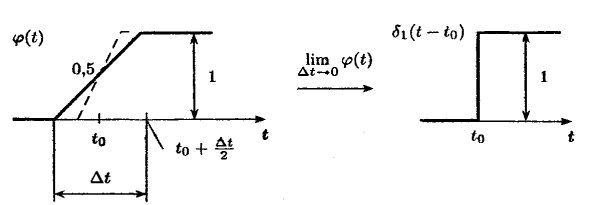 φ(t)
0,5
1
t₀
t
t₀ + Δt/2
Δt
lim φ(t)
Δt→0
δ₁(t − t₀)
1
t₀
t